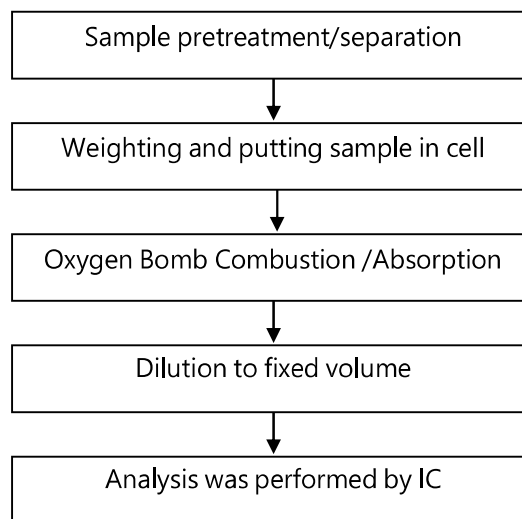 Sample pretreatment/separation
Weighting and putting sample in cell
Oxygen Bomb Combustion /Absorption
Dilution to fixed volume
Analysis was performed by IC